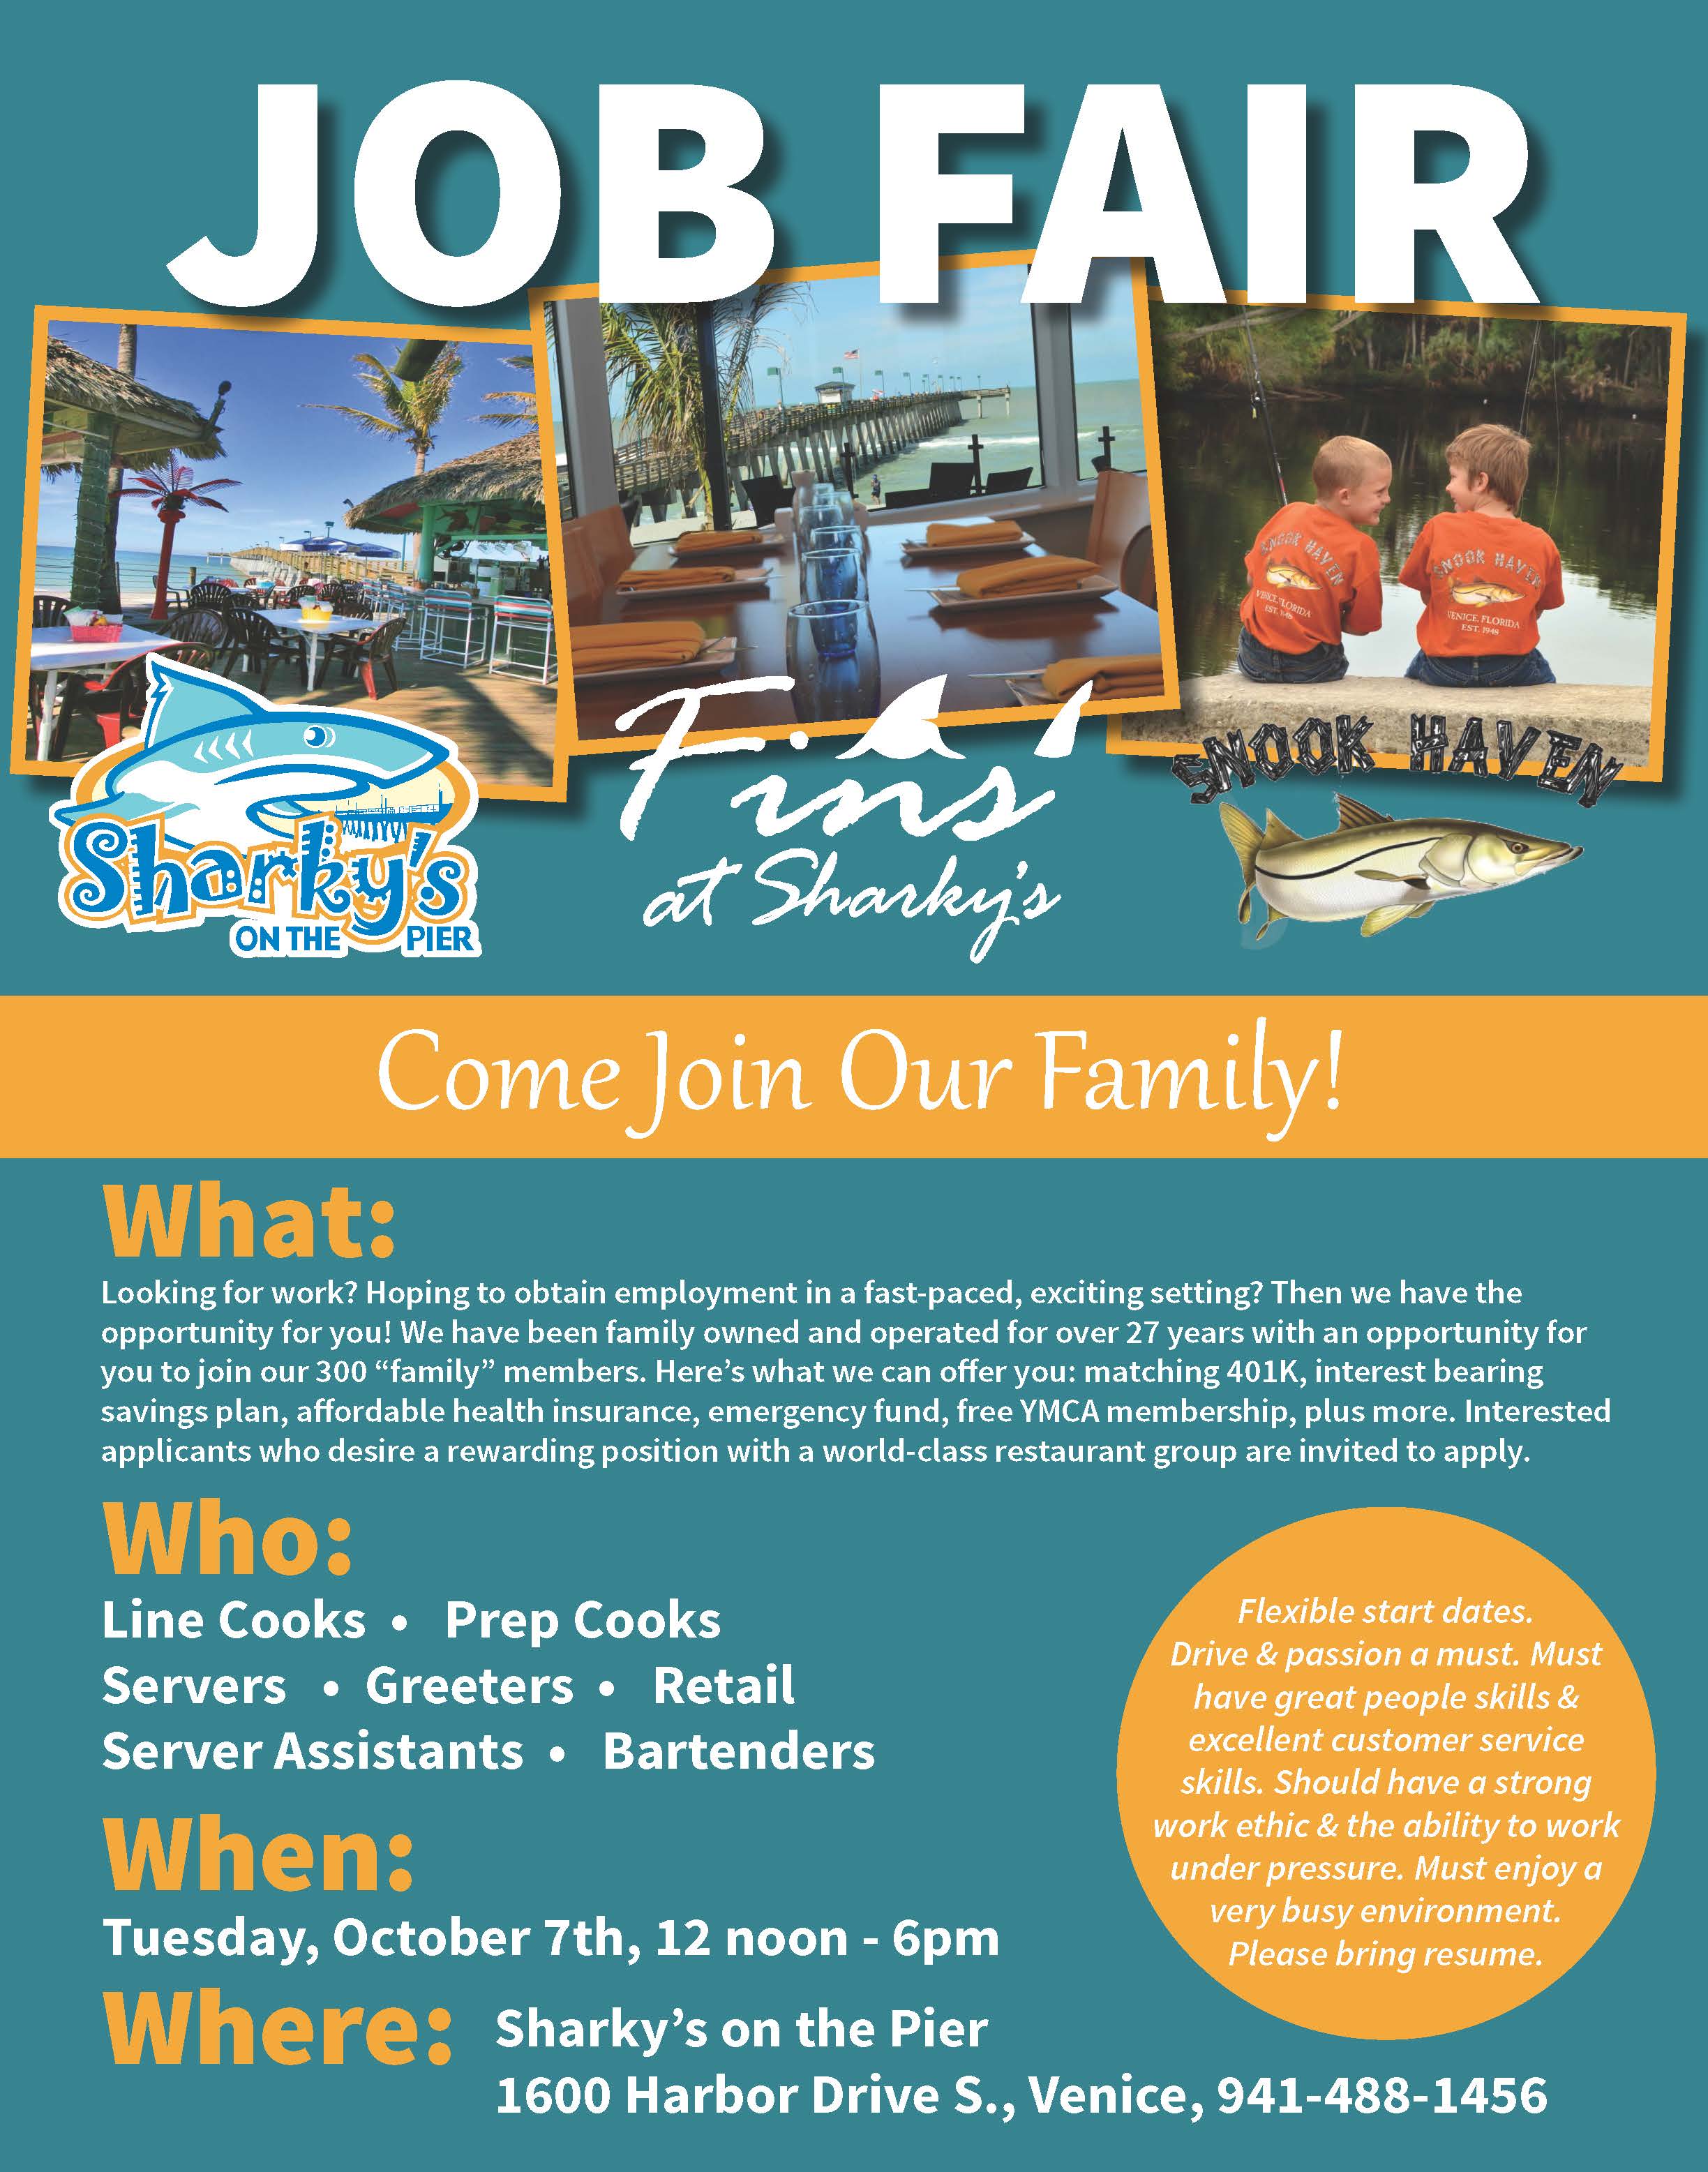 JOB FAIR
SNOOK HAVEN
VENICE, FLORIDA
EST. 1948
SNOOK HAVEN
VENICE, FLORIDA
EST. 1948
Sharky's
ON THE PIER
Fins
at Sharky's
SNOOK HAVEN
Come Join Our Family!
What:
Looking for work? Hoping to obtain employment in a fast-paced, exciting setting? Then we have the
opportunity for you! We have been family owned and operated for over 27 years with an opportunity for
you to join our 300 “family” members. Here’s what we can offer you: matching 401K, interest bearing
savings plan, affordable health insurance, emergency fund, free YMCA membership, plus more. Interested
applicants who desire a rewarding position with a world-class restaurant group are invited to apply.
Who:
Line Cooks • Prep Cooks
Servers • Greeters • Retail
Server Assistants • Bartenders
Flexible start dates.
Drive & passion a must. Must
have great people skills &
excellent customer service
skills. Should have a strong
work ethic & the ability to work
under pressure. Must enjoy a
very busy environment.
Please bring resume.
When:
Tuesday, October 7th, 12 noon - 6pm
Where:
Sharky’s on the Pier
1600 Harbor Drive S., Venice, 941-488-1456